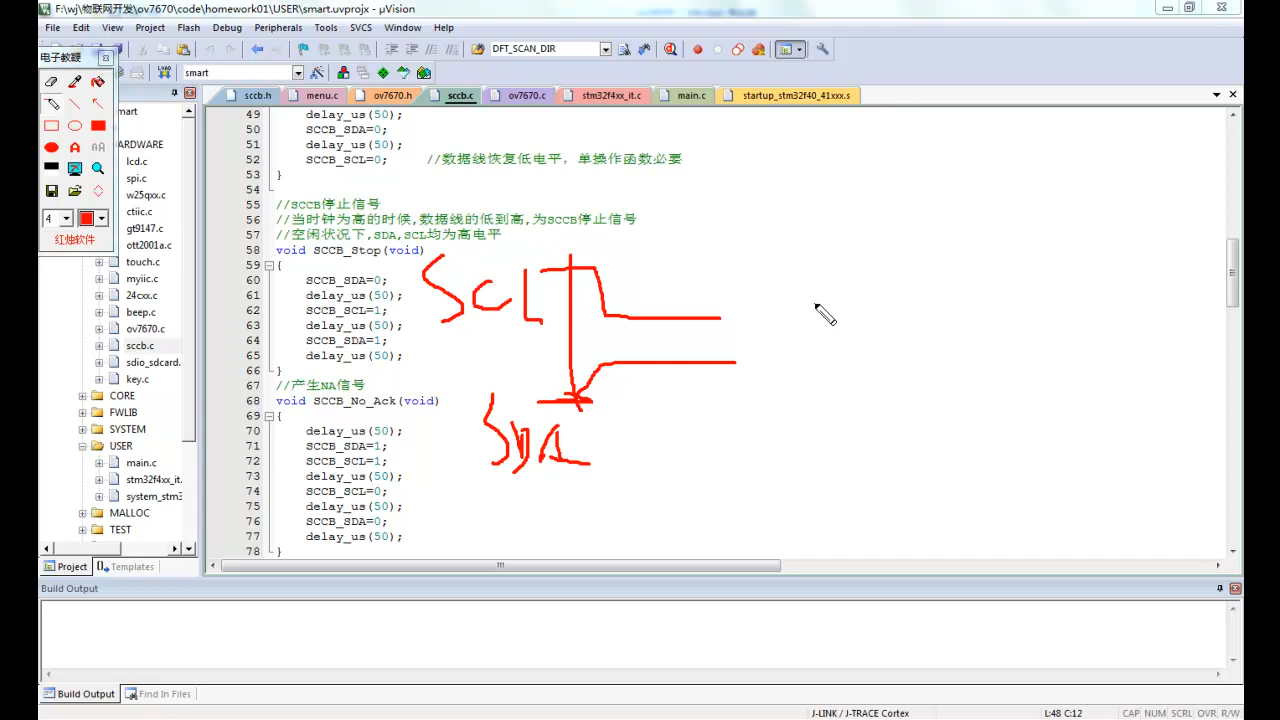 F:\wj\物联网开发\ov7670\code\homework01\USER\smart.uvprojx - µVision
File Edit View Project Flash Debug Peripherals Tools SVCS Window Help
电子教鞭
DFT_SCAN_DIR
LOAD
smart
sccb.h menu.c ov7670.h sccb.c ov7670.c stm32f4xx_it.c main.c startup_stm32f40_41xxx.s
mart
ARDWARE
lcd.c
spi.c
w25qxx.c
ctiic.c
gt9147.c
ott2001a.c
touch.c
myiic.c
24cxx.c
beep.c
ov7670.c
sccb.c
sdio_sdcard.
key.c
CORE
FWLIB
SYSTEM
USER
main.c
stm32f4xx_it.
system_stm3
MALLOC
TEST
4
红烛软件
49 delay_us(50);
50 SCCB_SDA=0;
51 delay_us(50);
52 SCCB_SCL=0; //数据线恢复低电平，单操作函数必要
53 }
54
55 //SCCB停止信号
56 //当时钟为高的时候,数据线的低到高,为SCCB停止信号
57 //空闲状况下,SDA,SCL均为高电平
58 void SCCB_Stop(void)
59 {
60 SCCB_SDA=0;
61 delay_us(50);
62 SCCB_SCL=1;
63 delay_us(50);
64 SCCB_SDA=1;
65 delay_us(50);
66 }
67 //产生NA信号
68 void SCCB_No_Ack(void)
69 {
70 delay_us(50);
71 SCCB_SDA=1;
72 SCCB_SCL=1;
73 delay_us(50);
74 SCCB_SCL=0;
75 delay_us(50);
76 SCCB_SDA=0;
77 delay_us(50);
78 }
SCL
SDA
Project Templates
Build Output
Build Output Find In Files
J-LINK / J-TRACE Cortex L:48 C:12 CAP NUM SCRL OVR R/W